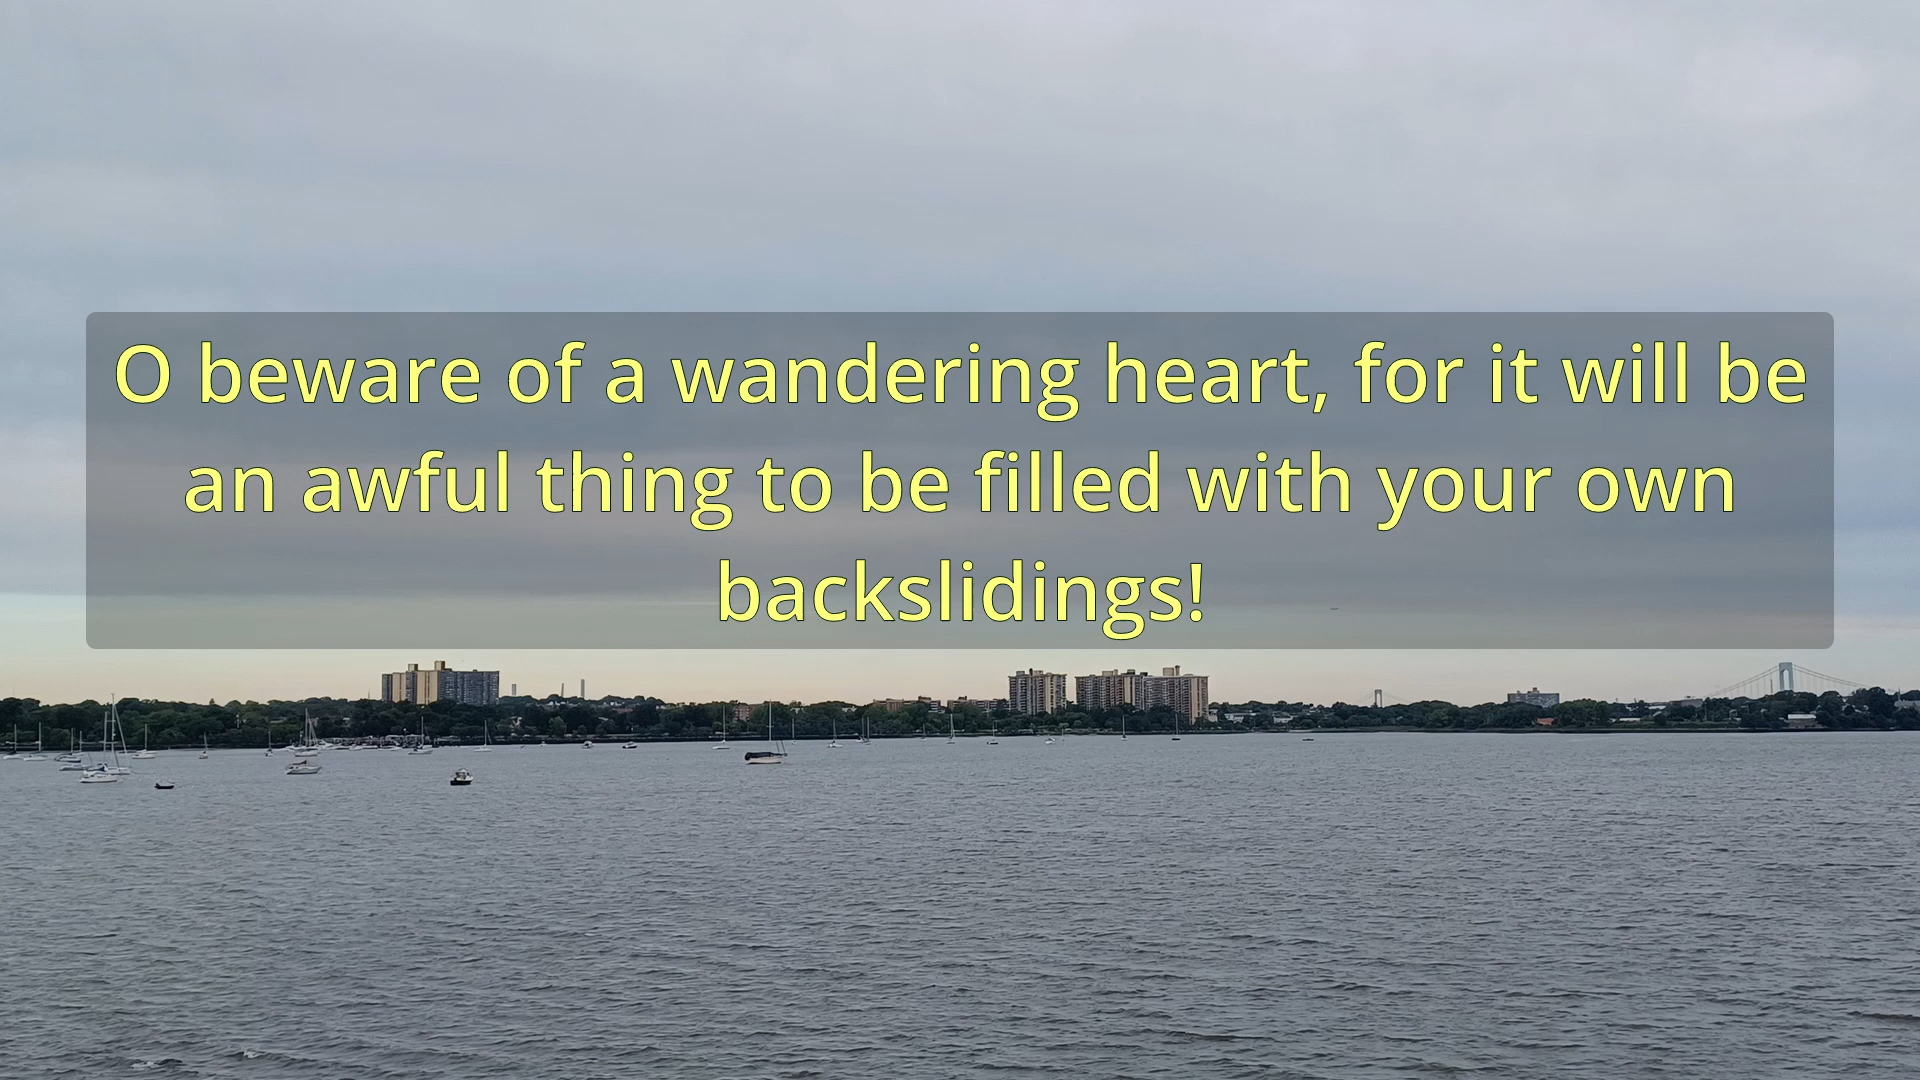 O beware of a wandering heart, for it will be
an awful thing to be filled with your own
backslidings!